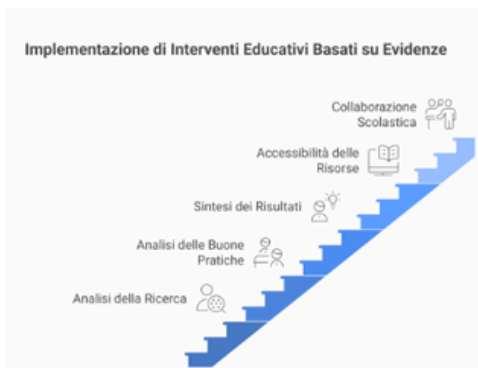 Implementazione di Interventi Educativi Basati su Evidenze
Collaborazione
Scolastica
Accessibilità delle
Risorse
Sintesi dei Risultati
Analisi delle Buone
Pratiche
Analisi della Ricerca